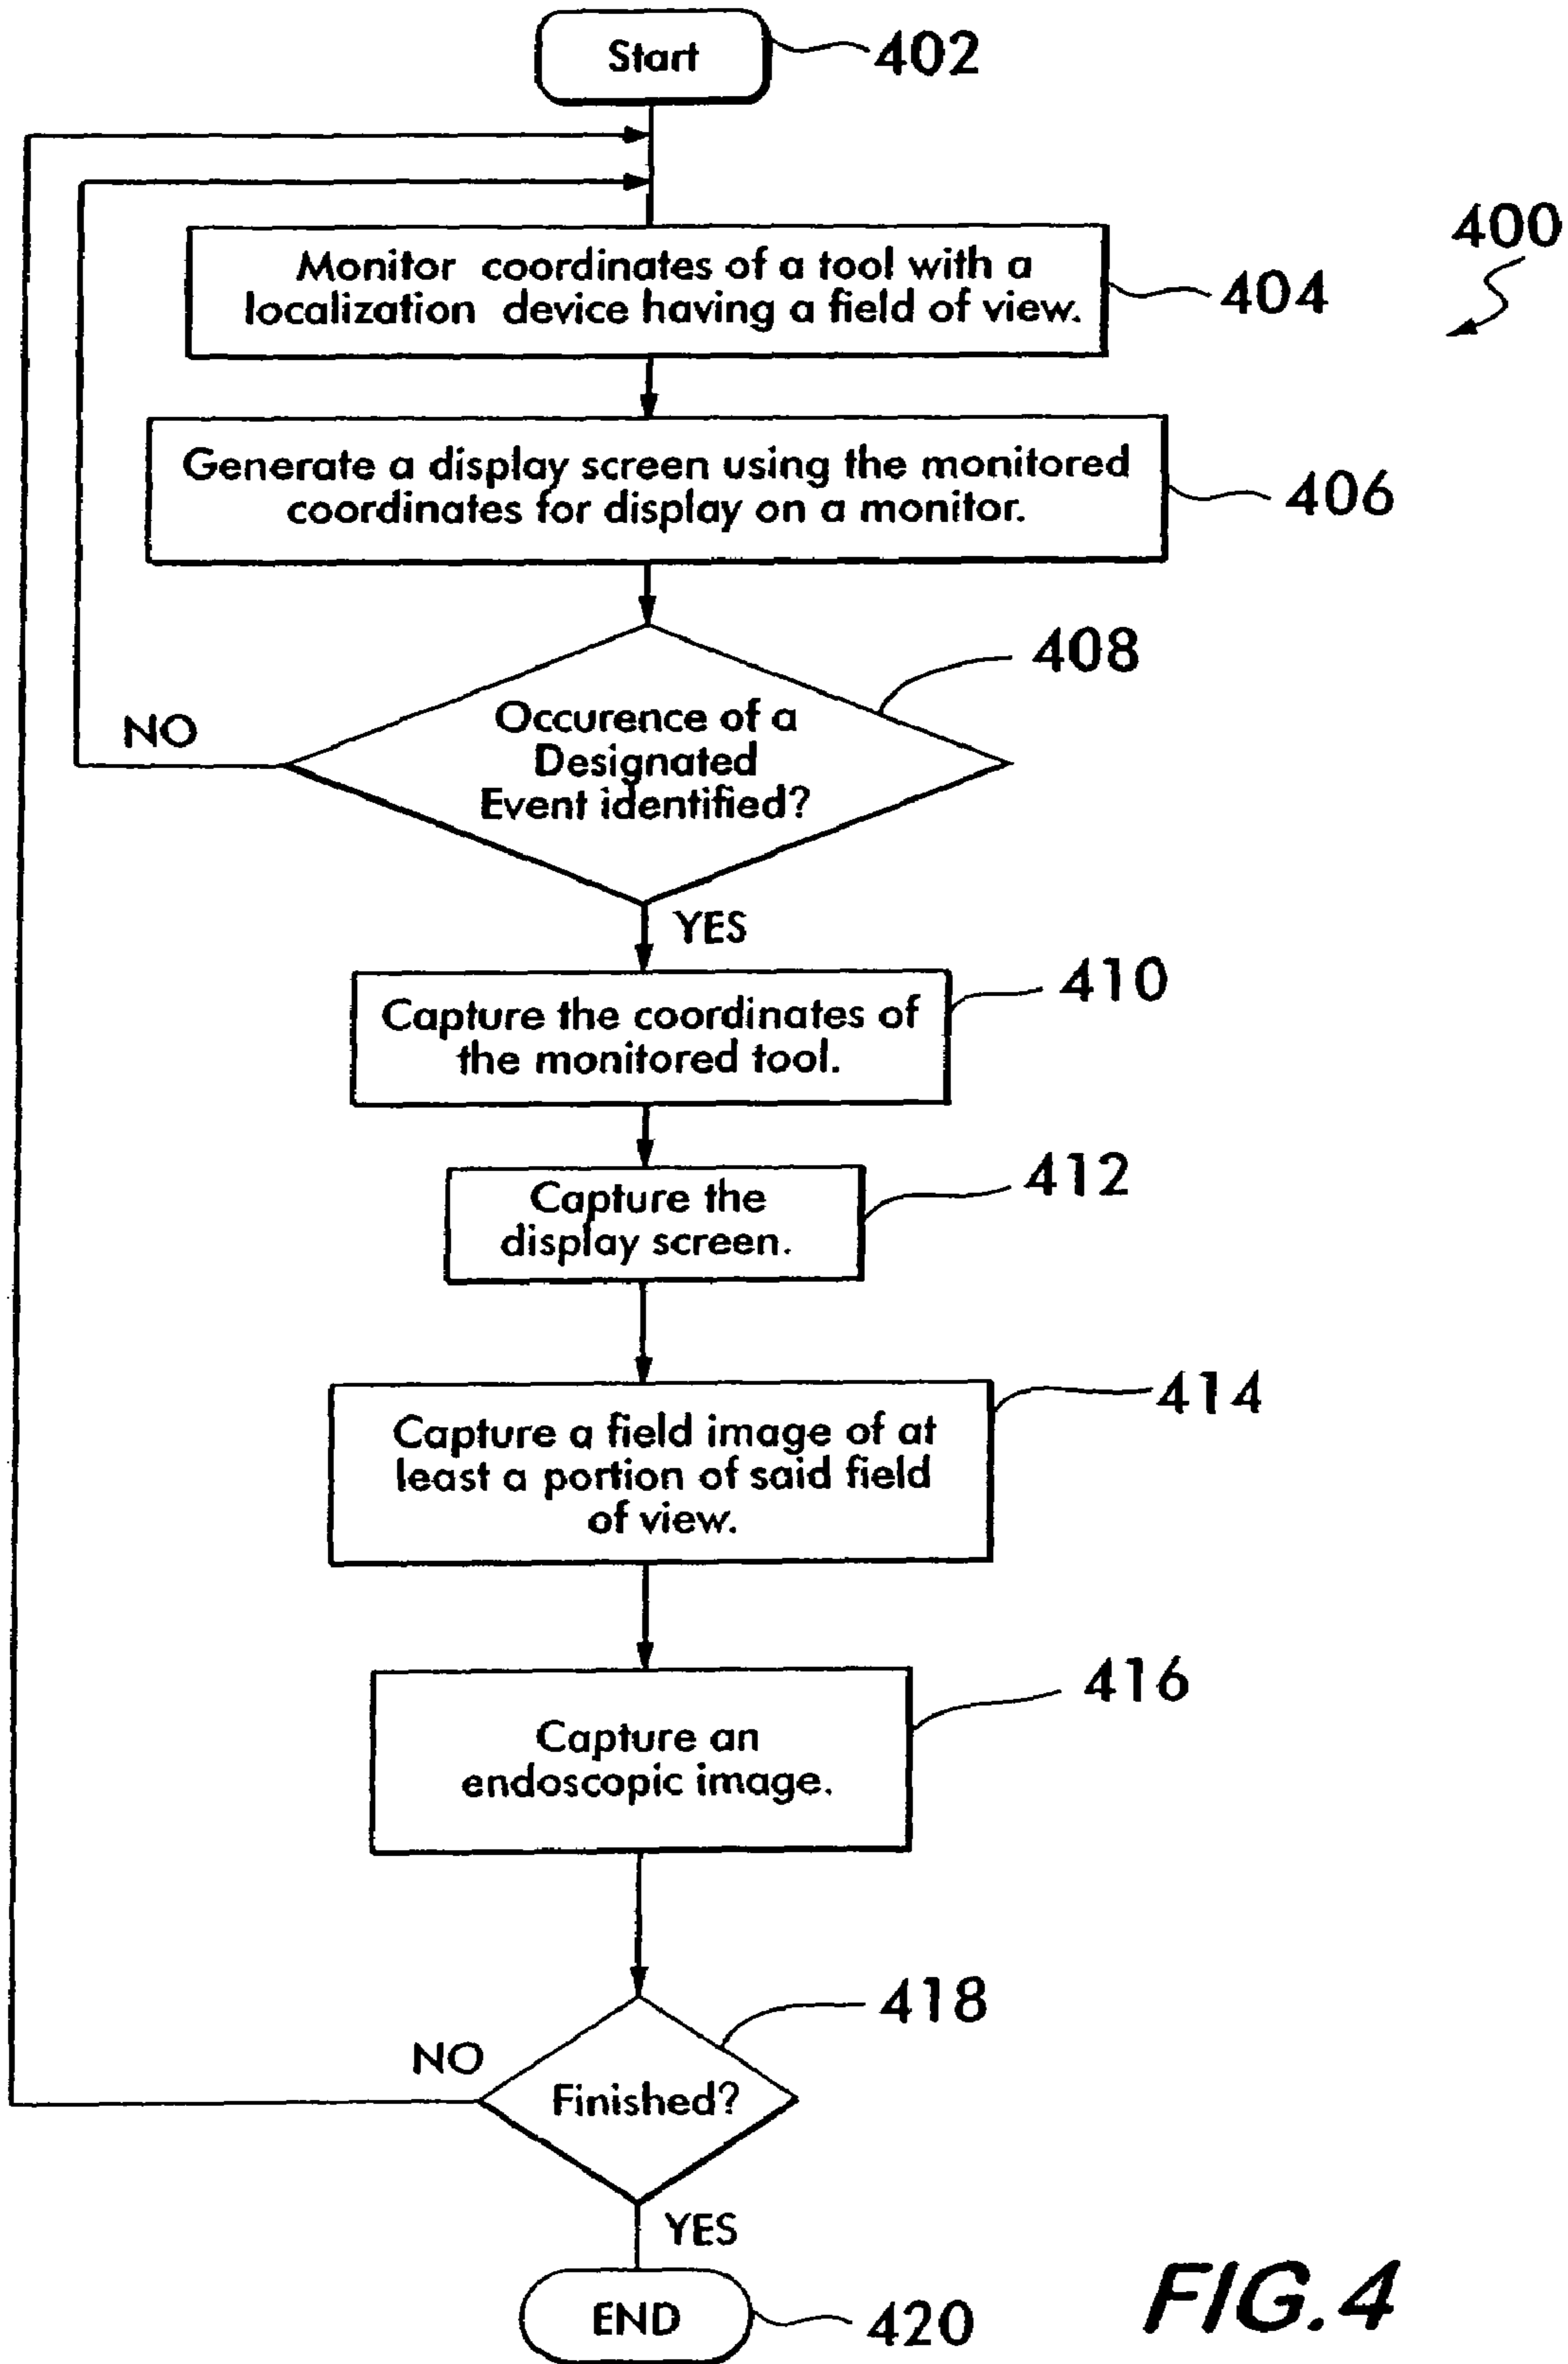 Start
402
400
Monitor coordinates of a tool with a
localization device having a field of view.
404
Generate a display screen using the monitored
coordinates for display on a monitor.
406
408
Occurence of a
Designated
Event identified?
NO
YES
410
Capture the coordinates of
the monitored tool.
412
Capture the
display screen.
414
Capture a field image of at
least a portion of said field
of view.
416
Capture an
endoscopic image.
418
NO
Finished?
YES
END
420
FIG.4